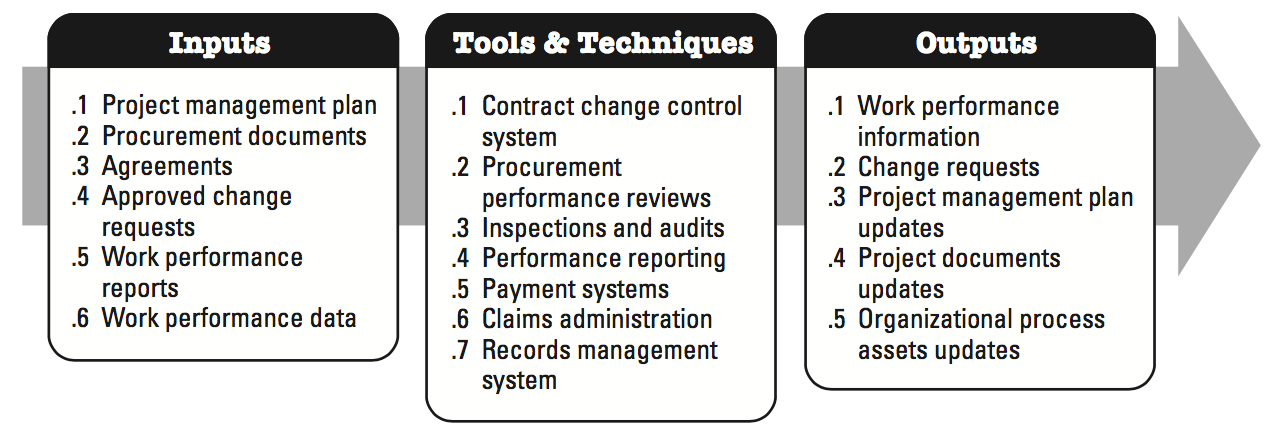 Inputs
.1 Project management plan
.2 Procurement documents
.3 Agreements
.4 Approved change
requests
.5 Work performance
reports
.6 Work performance data
Tools & Techniques
.1 Contract change control
system
.2 Procurement
performance reviews
.3 Inspections and audits
.4 Performance reporting
.5 Payment systems
.6 Claims administration
.7 Records management
system
Outputs
.1 Work performance
information
.2 Change requests
.3 Project management plan
updates
.4 Project documents
updates
.5 Organizational process
assets updates